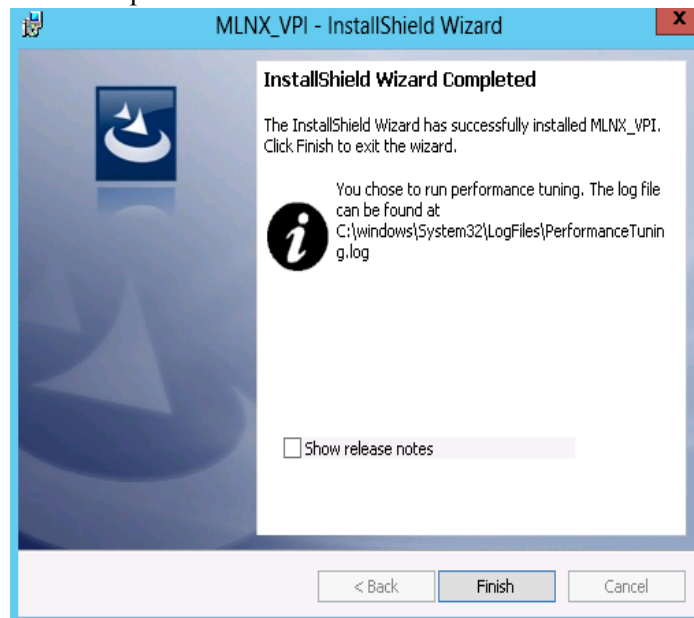 MLNX_VPI - InstallShield Wizard
X
InstallShield Wizard Completed
The InstallShield Wizard has successfully installed MLNX_VPI.
Click Finish to exit the wizard.
You chose to run performance tuning. The log file
can be found at
C:\windows\System32\LogFiles\PerformanceTunin
g.log
Show release notes
< Back
Finish
Cancel